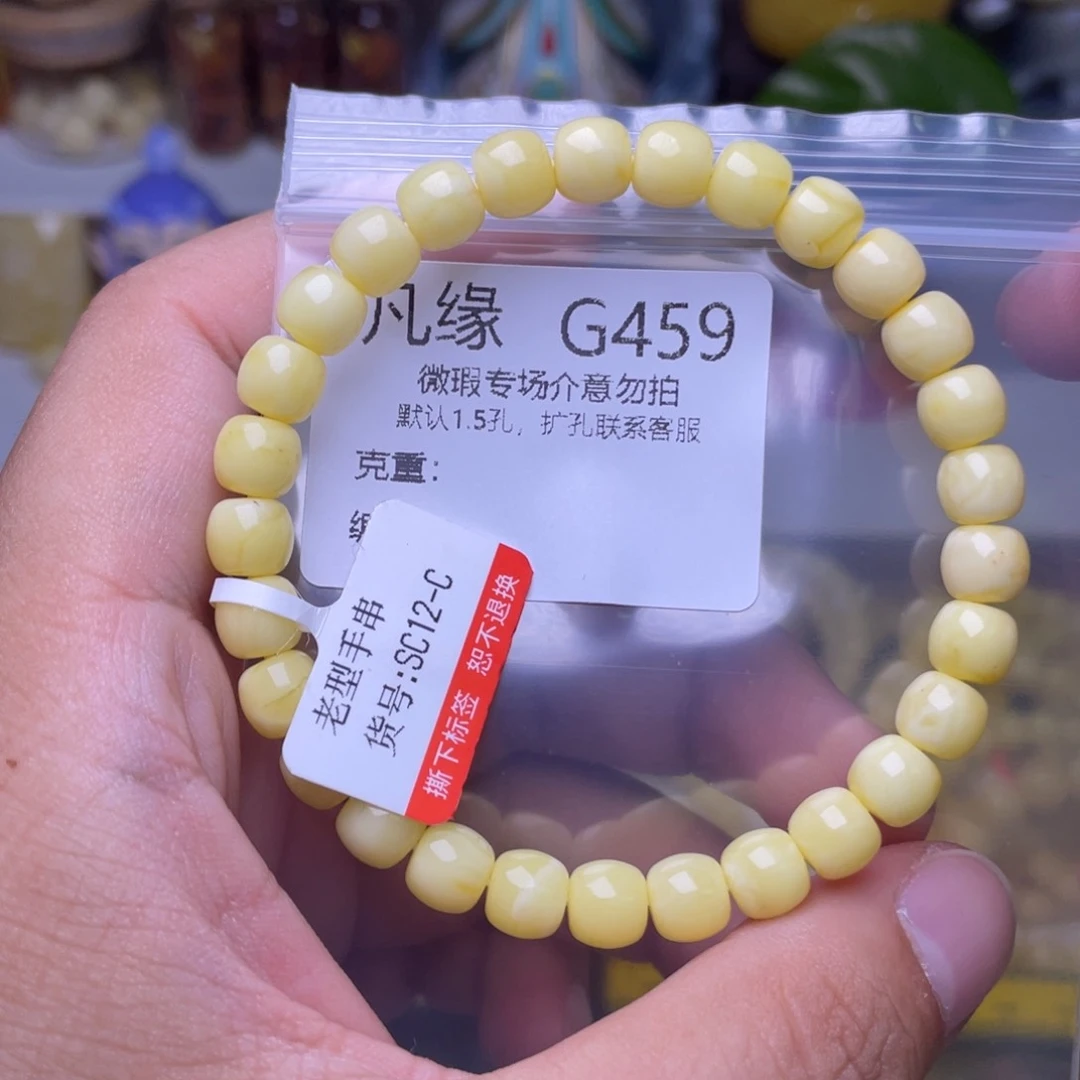 凡缘 G459
微瑕专场介意勿拍
默认1.5孔，扩孔联系客服
克重：
老型手串
货号:SC12-C
撕下标签 恕不退换